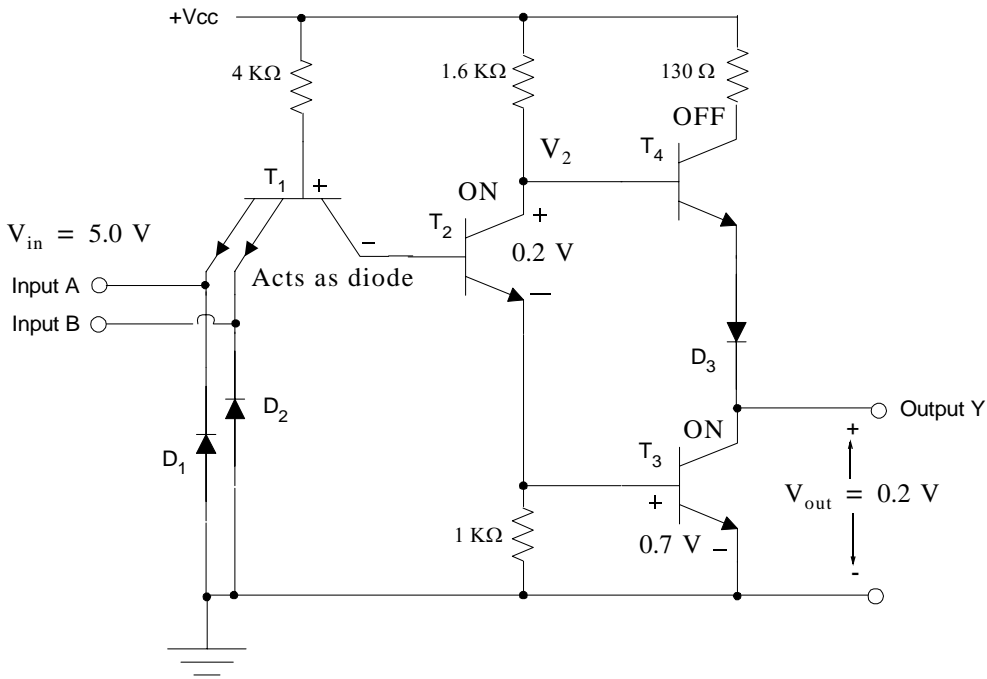 +Vcc
4 KΩ
1.6 KΩ
130 Ω
OFF
T4
V2
T1
+
ON
T2
+
0.2 V
−
Vin = 5.0 V
−
Acts as diode
Input A
Input B
D3
D2
D1
ON
T3
Output Y
+
Vout = 0.2 V
-
1 KΩ
+
0.7 V −